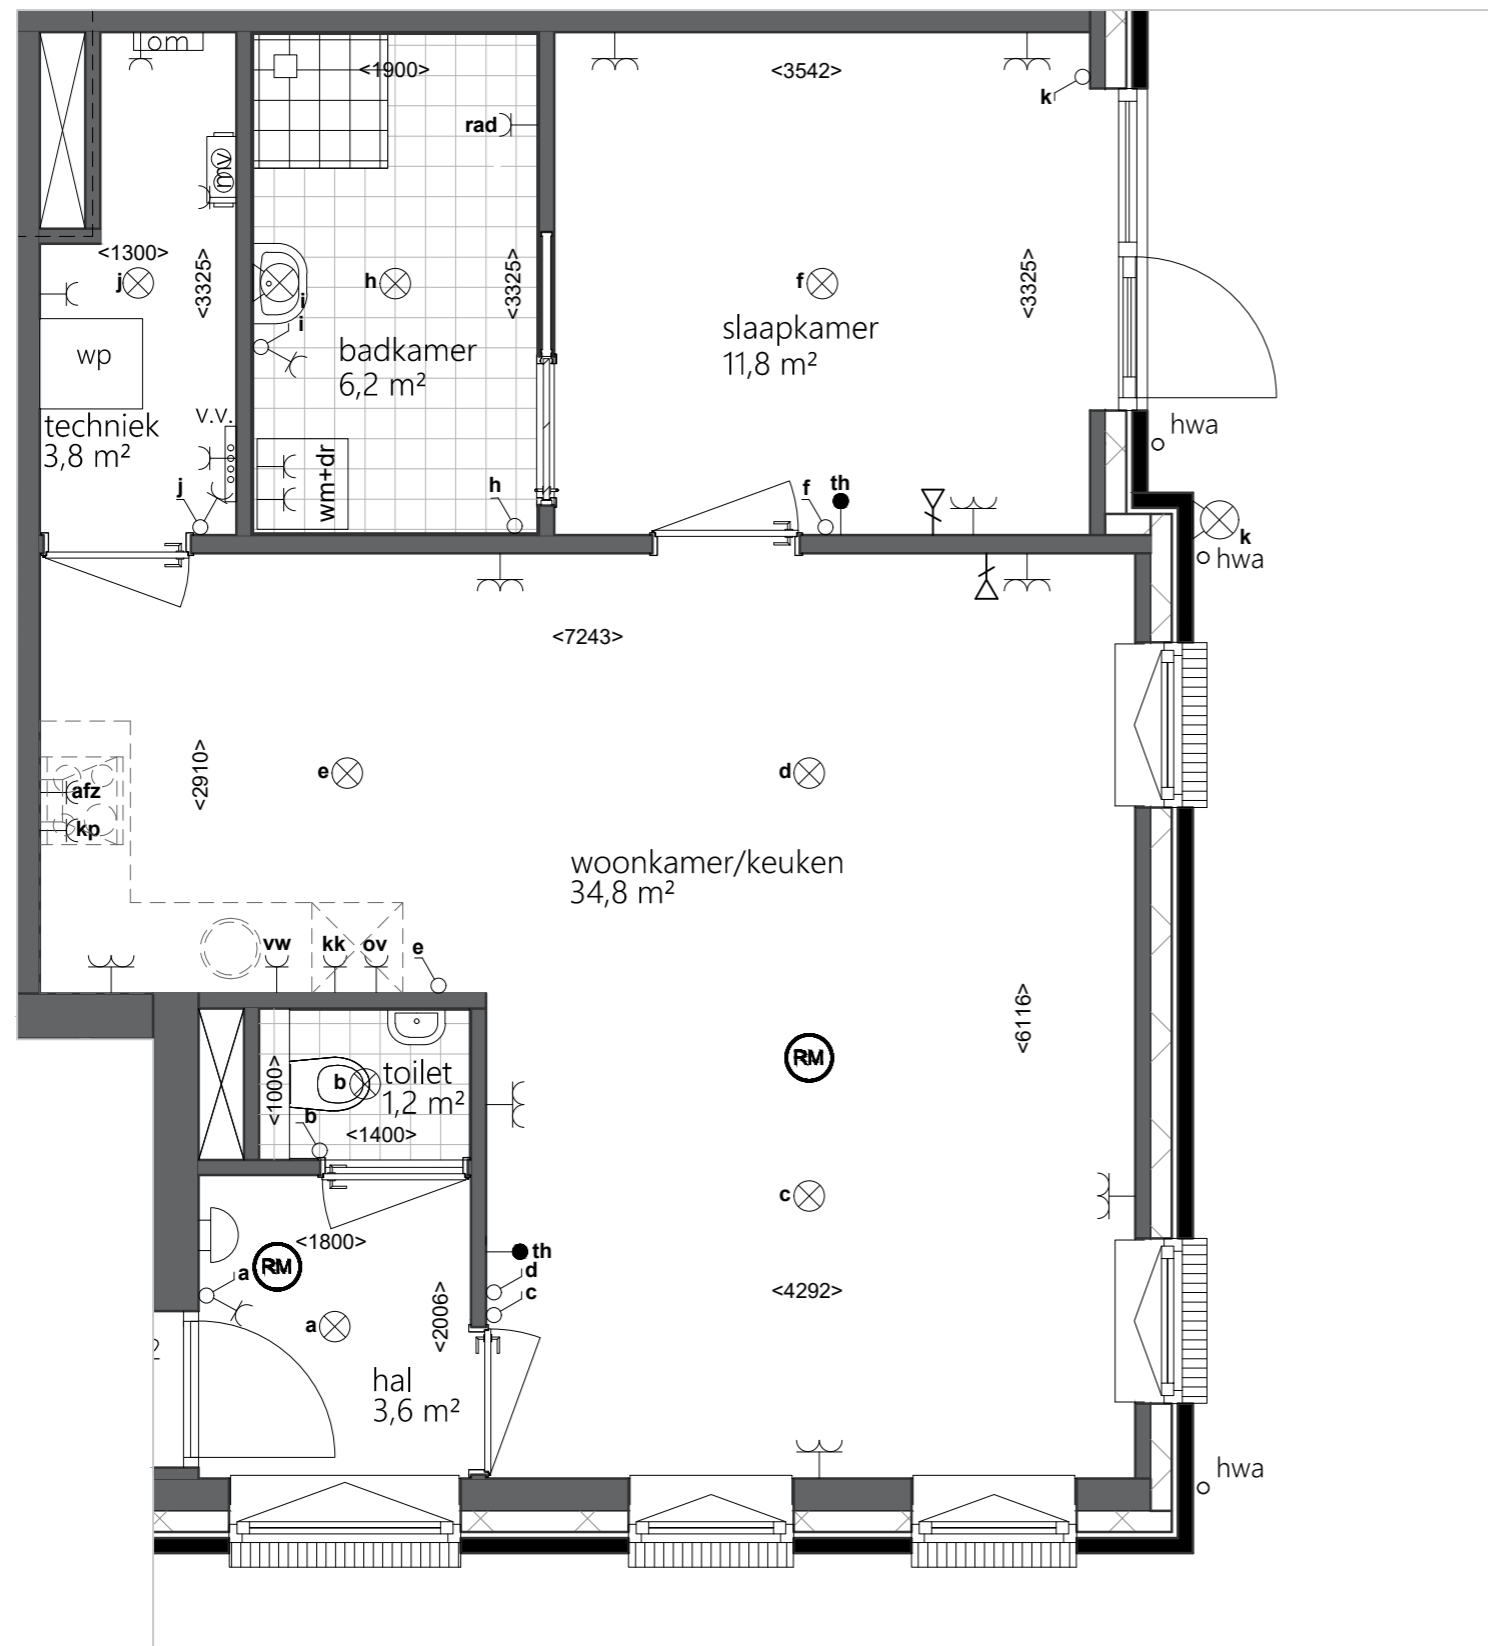 om
<1900>
<3542>
k
rad
mv
<1300>
j
<3325>
h
i
i
<3325>
f
<3325>
slaapkamer
11,8 m²
badkamer
6,2 m²
wp
techniek
3,8 m²
v.v.
hwa
wm+dr
j
h
f
th
k
hwa
<7243>
<2910>
e
d
afz
kp
woonkamer/keuken
34,8 m²
vw
kk
ov
e
<6116>
RM
<1000>
b
toilet
1,2 m²
b
<1400>
c
<1800>
RM
th
a
d
c
<4292>
<2006>
a
2
hal
3,6 m²
hwa